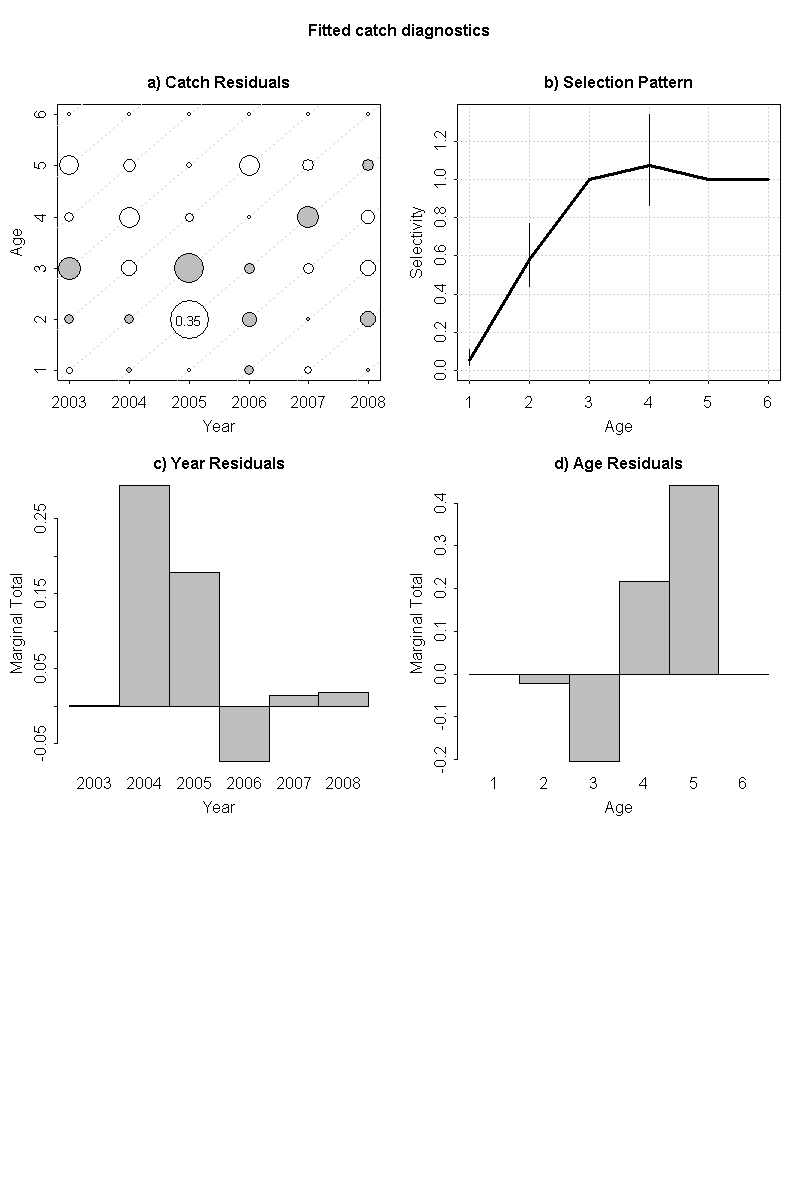 Fitted catch diagnostics
a) Catch Residuals
Age
6
5
4
3
2
1
0.35
2003 2004 2005 2006 2007 2008
Year
b) Selection Pattern
Selectivity
1.2
1.0
0.8
0.6
0.4
0.2
0.0
1 2 3 4 5 6
Age
c) Year Residuals
Marginal Total
0.25
0.15
0.05
-0.05
2003 2004 2005 2006 2007 2008
Year
d) Age Residuals
Marginal Total
0.4
0.3
0.2
0.1
0.0
-0.1
-0.2
1 2 3 4 5 6
Age